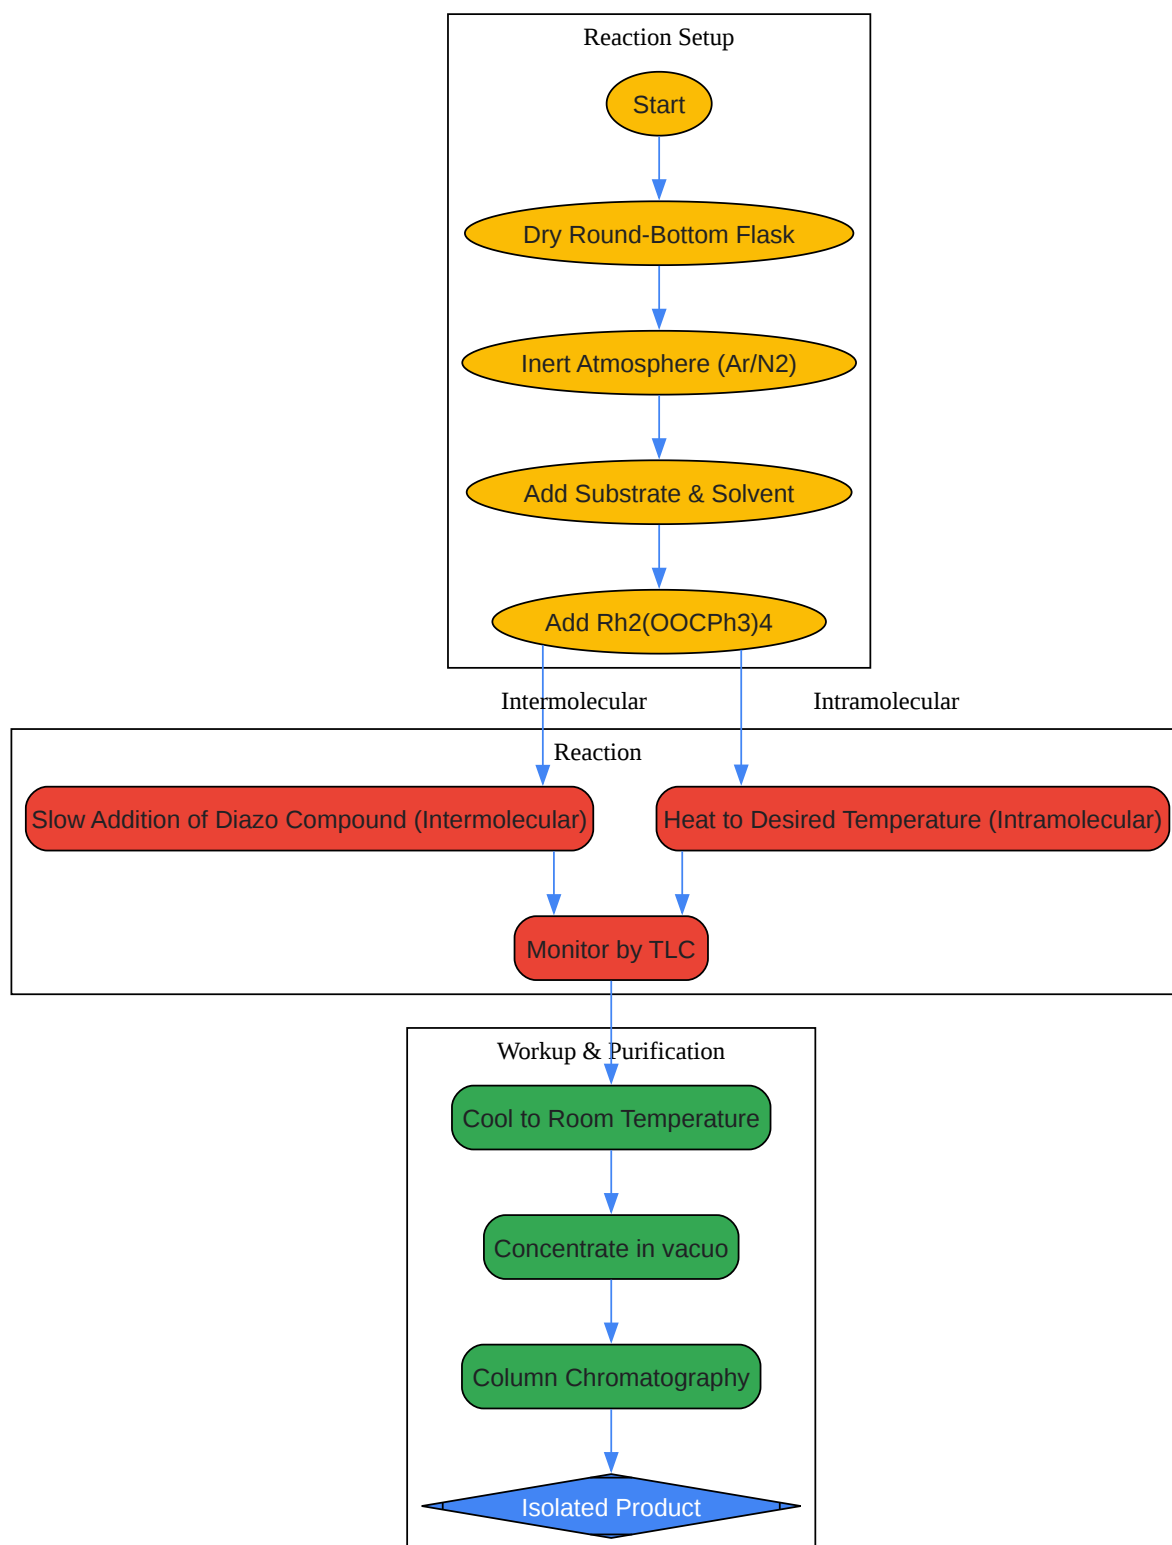 Reaction Setup
Start
Dry Round-Bottom Flask
Inert Atmosphere (Ar/N2)
Add Substrate & Solvent
Add Rh2(OOCPh3)4
Intermolecular
Intramolecular
Reaction
Slow Addition of Diazo Compound (Intermolecular)
Heat to Desired Temperature (Intramolecular)
Monitor by TLC
Workup & Purification
Cool to Room Temperature
Concentrate in vacuo
Column Chromatography
Isolated Product